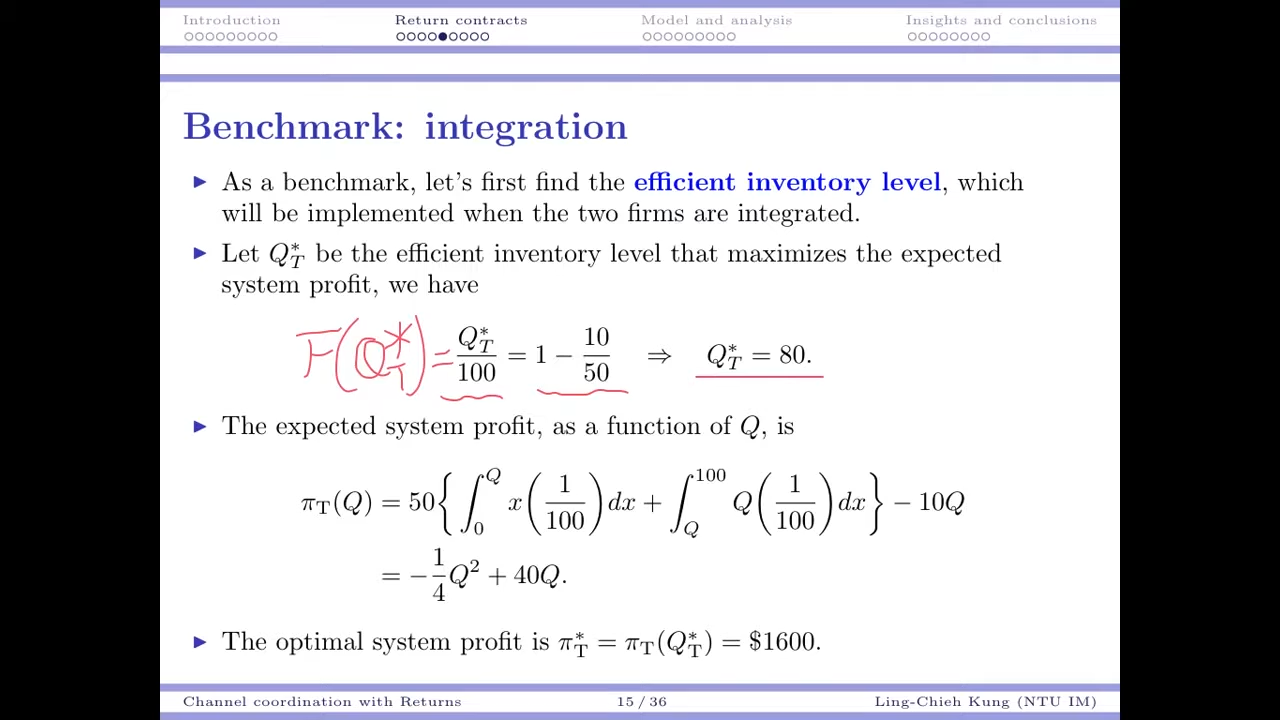 Introduction Return contracts Model and analysis Insights and conclusions
Benchmark: integration
▶ As a benchmark, let's first find the efficient inventory level, which
will be implemented when the two firms are integrated.
▶ Let Q*_T be the efficient inventory level that maximizes the expected
system profit, we have
F(Q*_T) = Q*_T/100 = 1 − 10/50 ⇒ Q*_T = 80.
▶ The expected system profit, as a function of Q, is
π_T(Q) = 50{∫_0^Q x(1/100)dx + ∫_Q^100 Q(1/100)dx} − 10Q
= −1/4 Q² + 40Q.
▶ The optimal system profit is π*_T = π_T(Q*_T) = $1600.
Channel coordination with Returns 15 / 36 Ling-Chieh Kung (NTU IM)